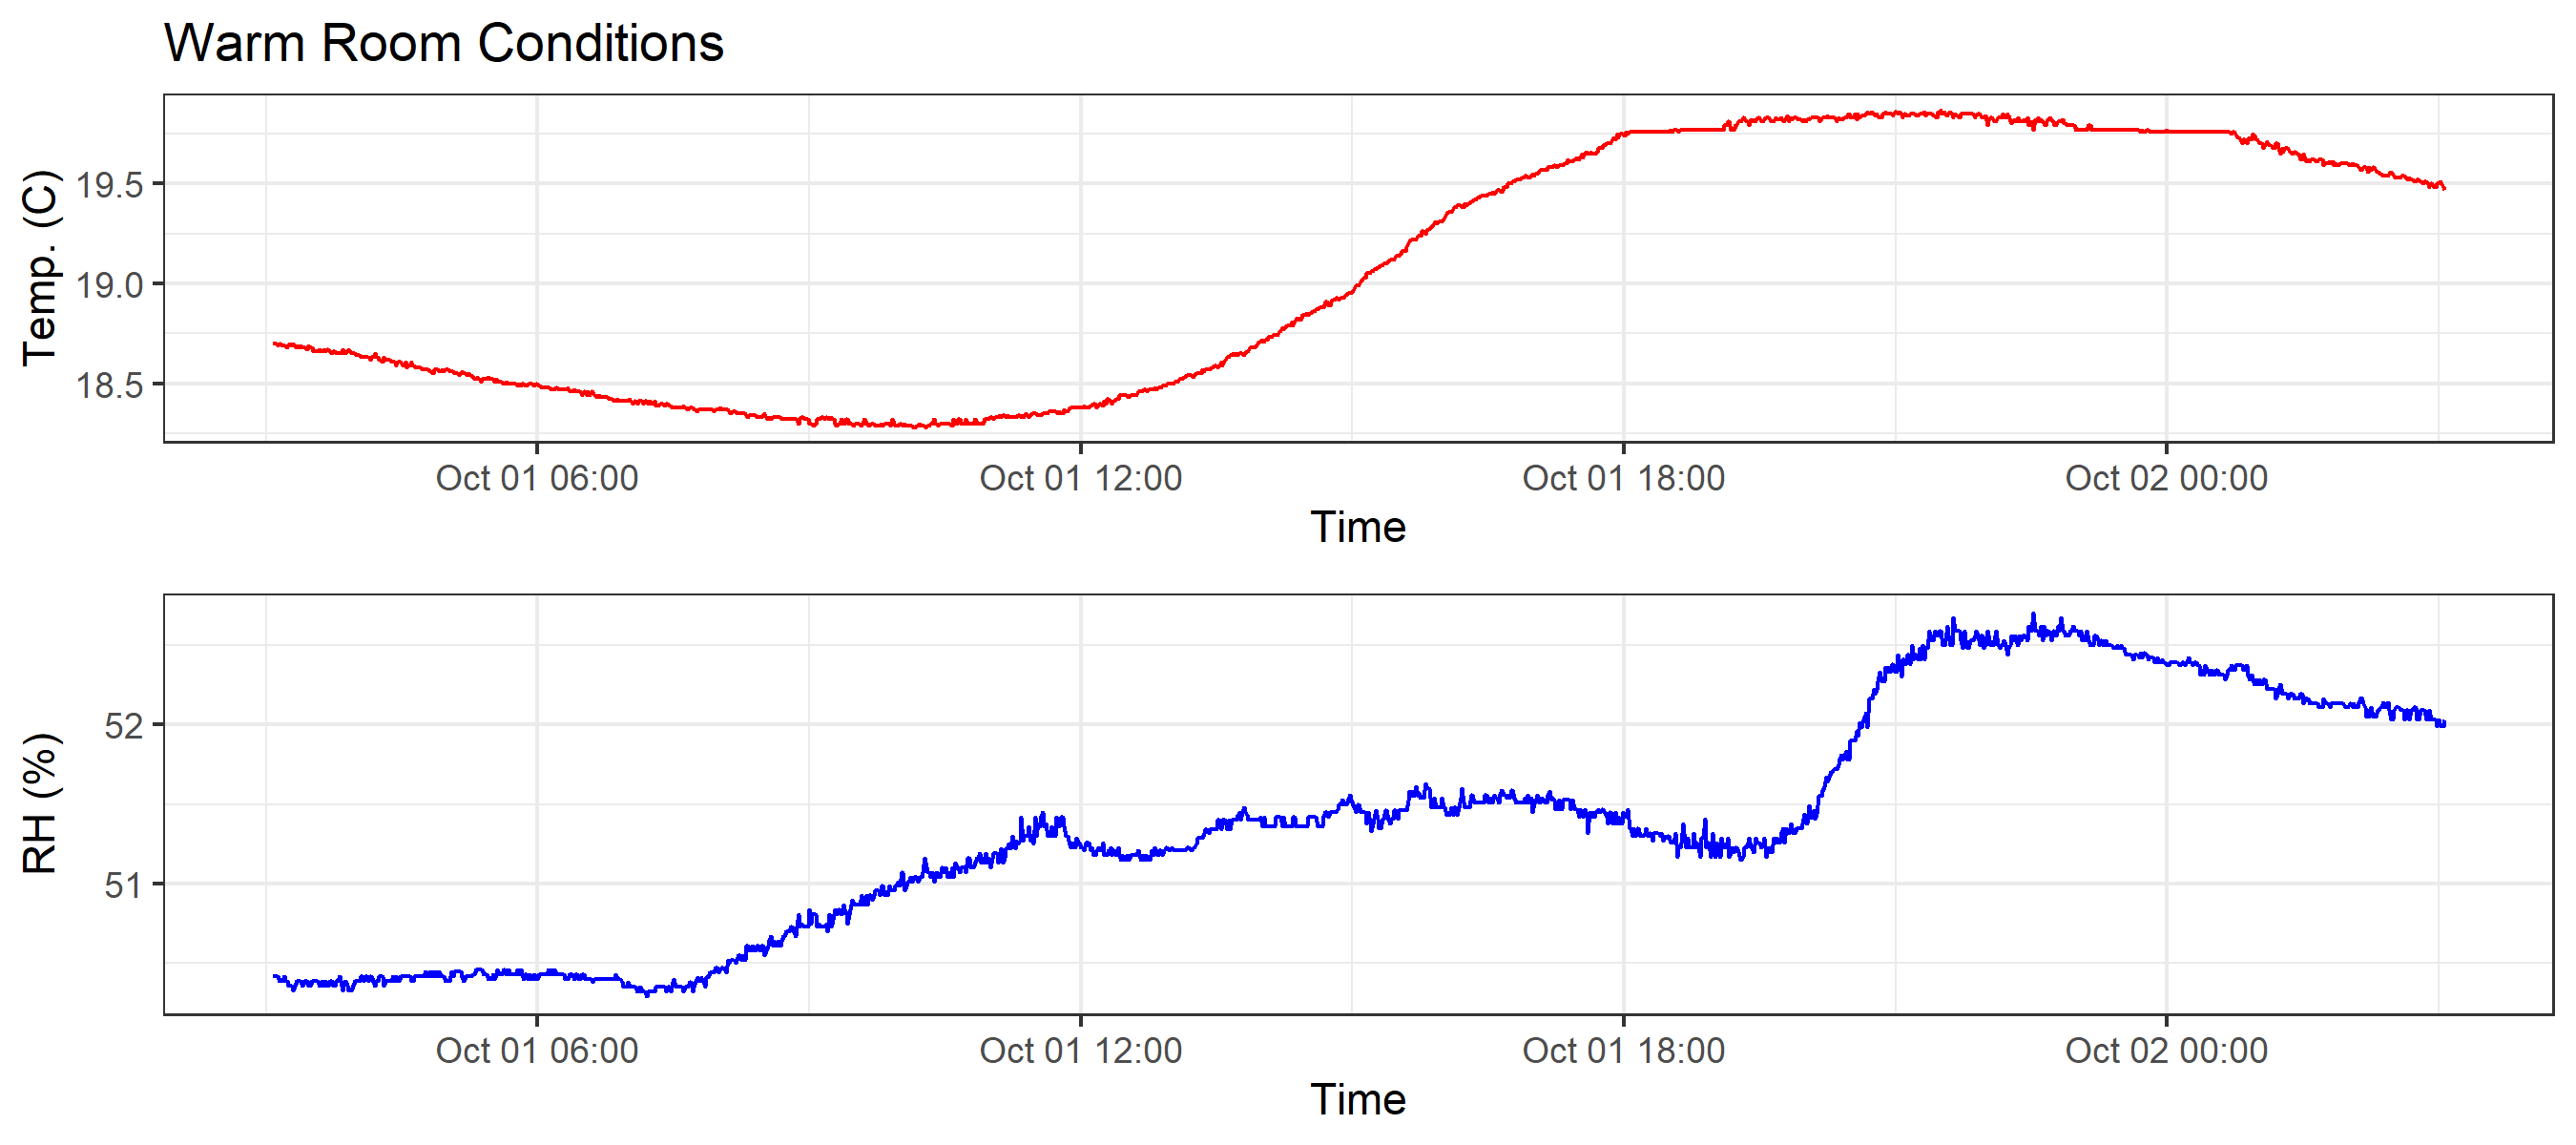 Warm Room Conditions
Temp. (C)
19.5
19.0
18.5
Oct 01 06:00 Oct 01 12:00 Oct 01 18:00 Oct 02 00:00
Time
RH (%)
52
51
Oct 01 06:00 Oct 01 12:00 Oct 01 18:00 Oct 02 00:00
Time